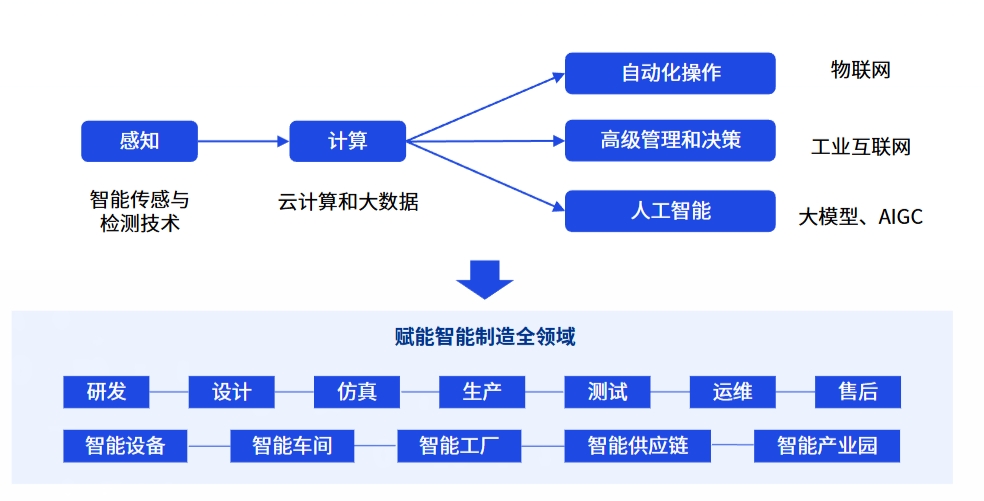 自动化操作
物联网
感知
计算
高级管理和决策
工业互联网
智能传感与
检测技术
云计算和大数据
人工智能
大模型、AIGC
赋能智能制造全领域
研发
设计
仿真
生产
测试
运维
售后
智能设备
智能车间
智能工厂
智能供应链
智能产业园